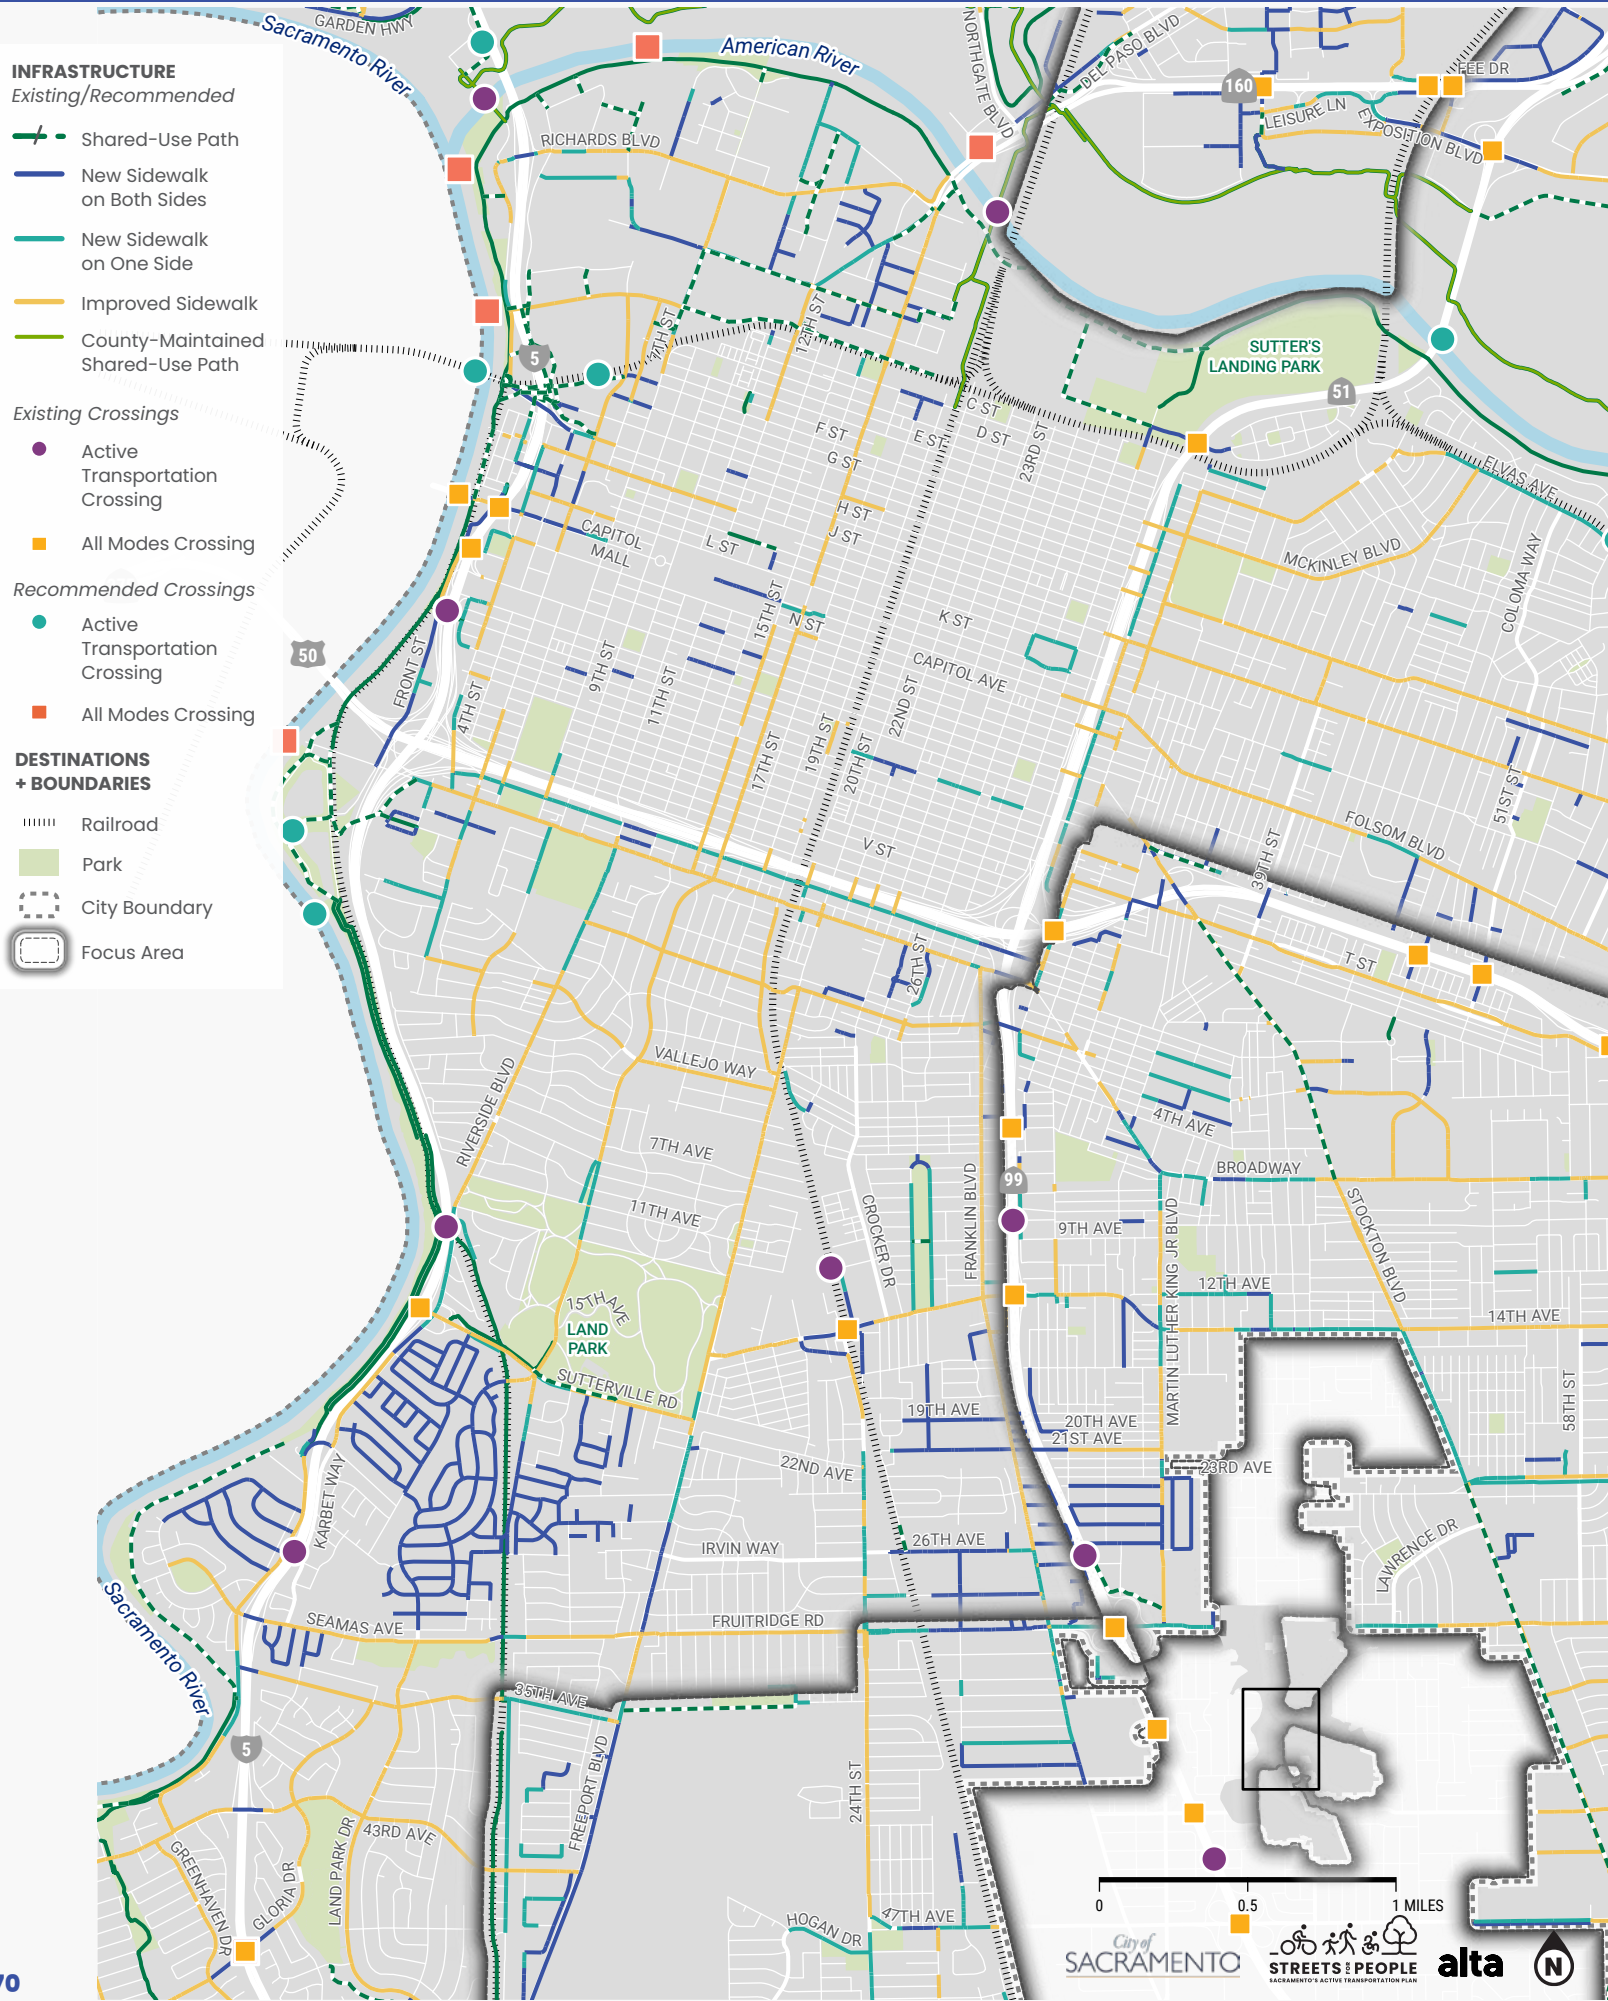 INFRASTRUCTURE
Existing/Recommended
Shared-Use Path
New Sidewalk
on Both Sides
New Sidewalk
on One Side
Improved Sidewalk
County-Maintained
Shared-Use Path
Existing Crossings
Active
Transportation
Crossing
All Modes Crossing
Recommended Crossings
Active
Transportation
Crossing
All Modes Crossing
DESTINATIONS
+ BOUNDARIES
Railroad
Park
City Boundary
Focus Area
GARDEN HWY
Sacramento River
American River
NORTHGATE BLVD
DEL PASO BLVD
160
FEE DR
LEISURE LN
EXPOSITION BLVD
RICHARDS BLVD
7TH ST
12TH ST
5
SUTTER'S
LANDING PARK
51
C ST
D ST
E ST
F ST
G ST
23RD ST
ELVAS AVE
H ST
J ST
CAPITOL
MALL
L ST
MCKINLEY BLVD
COLOMA WAY
15TH ST
N ST
K ST
50
FRONT ST
9TH ST
CAPITOL AVE
4TH ST
11TH ST
22ND ST
17TH ST
19TH ST
20TH ST
51ST ST
V ST
FOLSOM BLVD
39TH ST
26TH ST
T ST
RIVERSIDE BLVD
VALLEJO WAY
4TH AVE
7TH AVE
BROADWAY
99
11TH AVE
CROCKER DR
FRANKLIN BLVD
9TH AVE
MARTIN LUTHER KING JR BLVD
STOCKTON BLVD
12TH AVE
15TH AVE
14TH AVE
LAND
PARK
SUTTERVILLE RD
19TH AVE
20TH AVE
21ST AVE
58TH ST
22ND AVE
23RD AVE
KARBET WAY
IRVIN WAY
26TH AVE
LAWRENCE DR
Sacramento River
SEAMAS AVE
FRUITRIDGE RD
35TH AVE
5
FREEPORT BLVD
24TH ST
43RD AVE
LAND PARK DR
GREENHAVEN DR
GLORIA DR
HOGAN DR
47TH AVE
0
0.5
1 MILES
City of
SACRAMENTO
STREETS FOR PEOPLE
SACRAMENTO'S ACTIVE TRANSPORTATION PLAN
alta
N
70